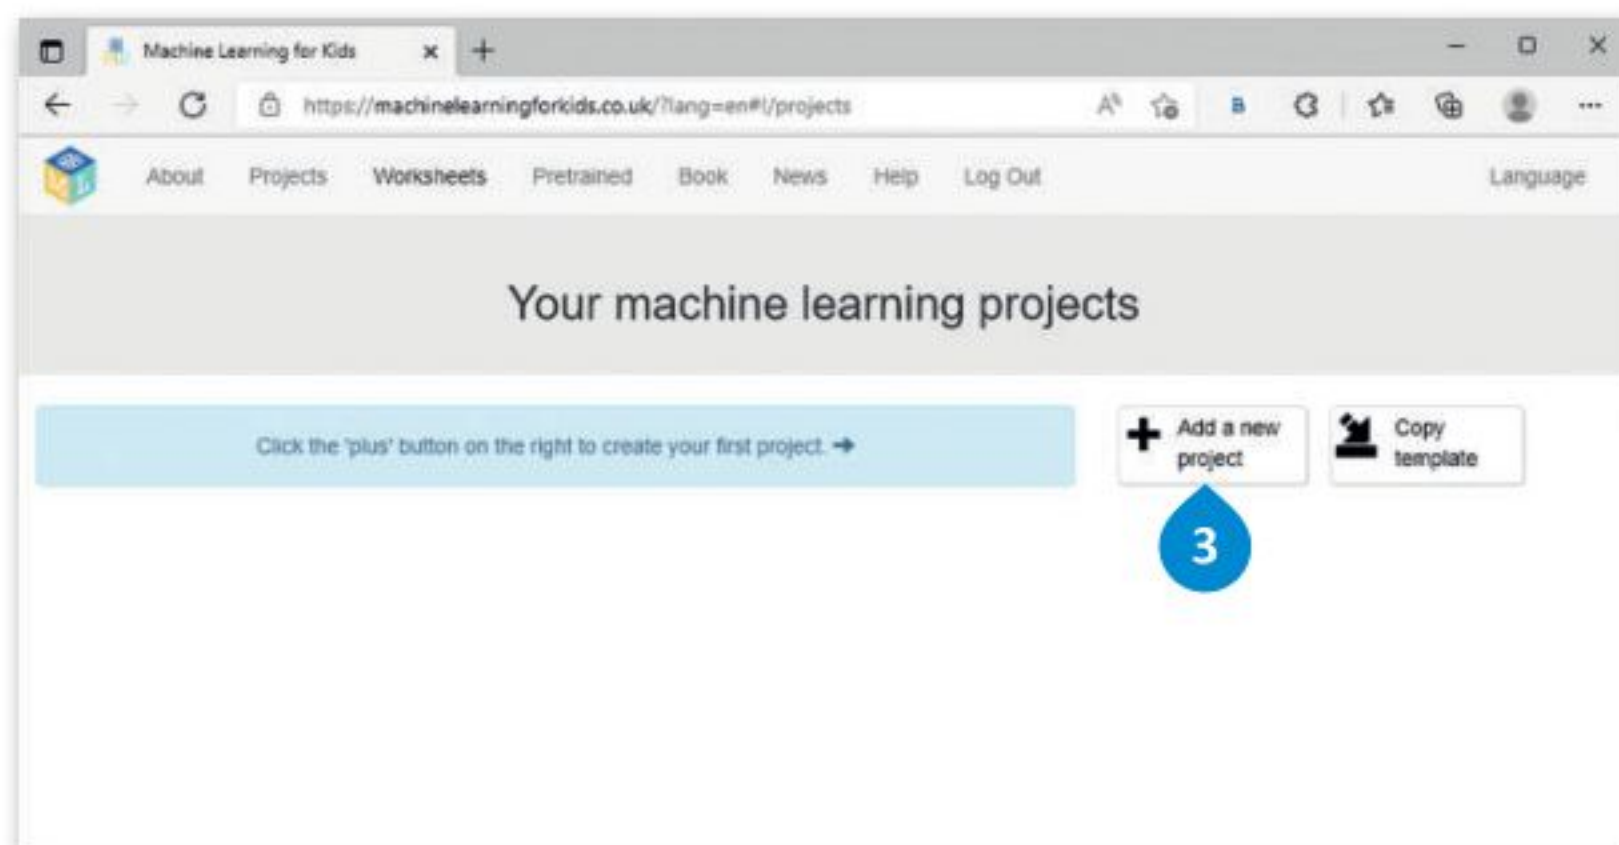 Machine Learning for Kids
https://machinelearningforkids.co.uk/?lang=en#!/projects
About Projects Worksheets Pretrained Book News Help Log Out Language
Your machine learning projects
Click the 'plus' button on the right to create your first project.
Add a new
project
Copy
template
3